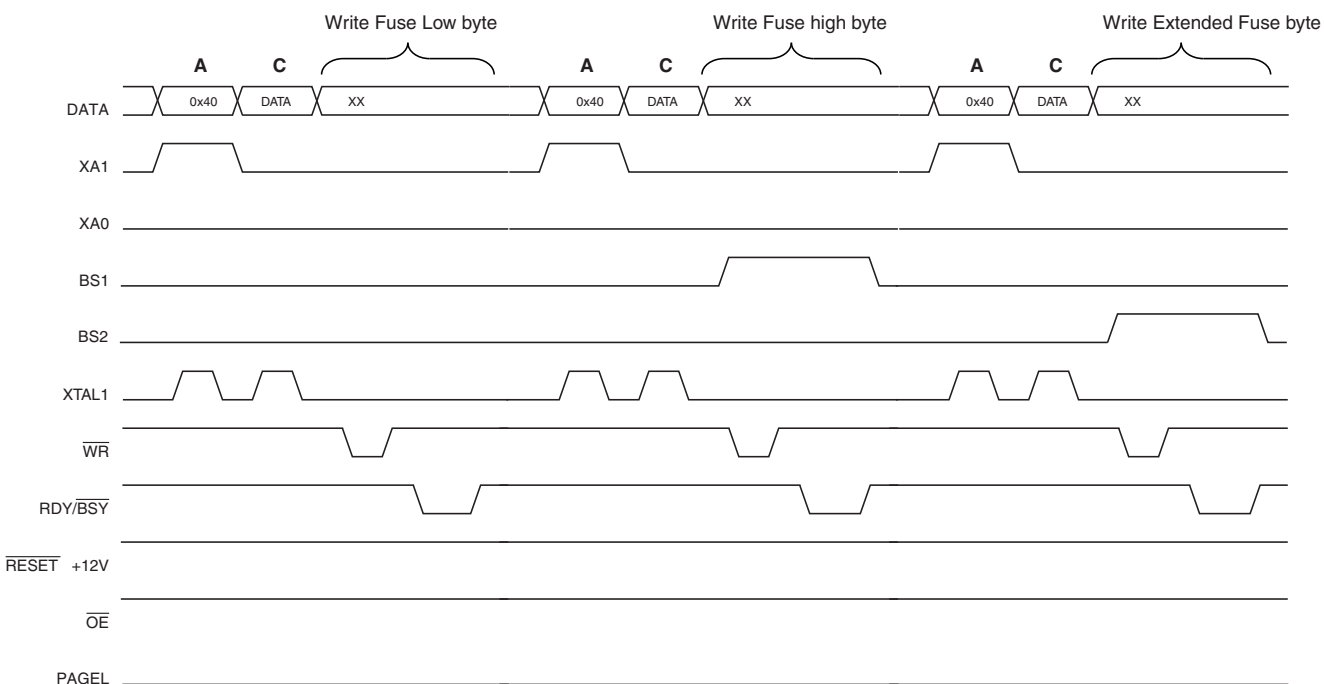 Write Fuse Low byte Write Fuse high byte Write Extended Fuse byte
A C A C A C
DATA 0x40 DATA XX 0x40 DATA XX 0x40 DATA XX
XA1
XA0
BS1
BS2
XTAL1
WR
RDY/BSY
RESET +12V
OE
PAGEL